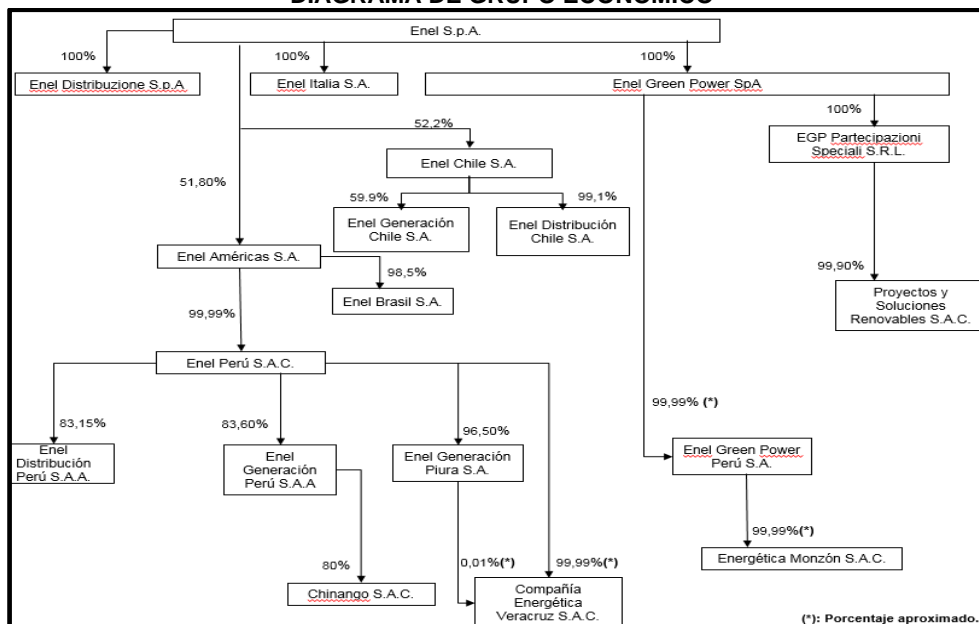 DIAGRAMA DE GRUPO ECONÓMICO
Enel S.p.A.
100%
100%
100%
Enel Distribuzione S.p.A
Enel Italia S.A.
Enel Green Power SpA
100%
52,2%
EGP Partecipazioni
Speciali S.R.L.
Enel Chile S.A.
51,80%
59.9%
99,1%
Enel Generación
Chile S.A.
Enel Distribución
Chile S.A.
Enel Américas S.A.
98,5%
99,90%
Enel Brasil S.A.
Proyectos y
Soluciones
Renovables S.A.C.
99,99%
Enel Perú S.A.C.
99,99% (*)
83,15%
83,60%
96,50%
Enel
Distribución
Perú S.A.A.
Enel
Generación
Perú S.A.A
Enel Generación
Piura S.A.
Enel Green Power
Perú S.A.
99,99%(*)
80%
0,01%(*)
99,99%(*)
Energética Monzón S.A.C.
Chinango S.A.C.
Compañía
Energética
Veracruz S.A.C.
(*): Porcentaje aproximado.